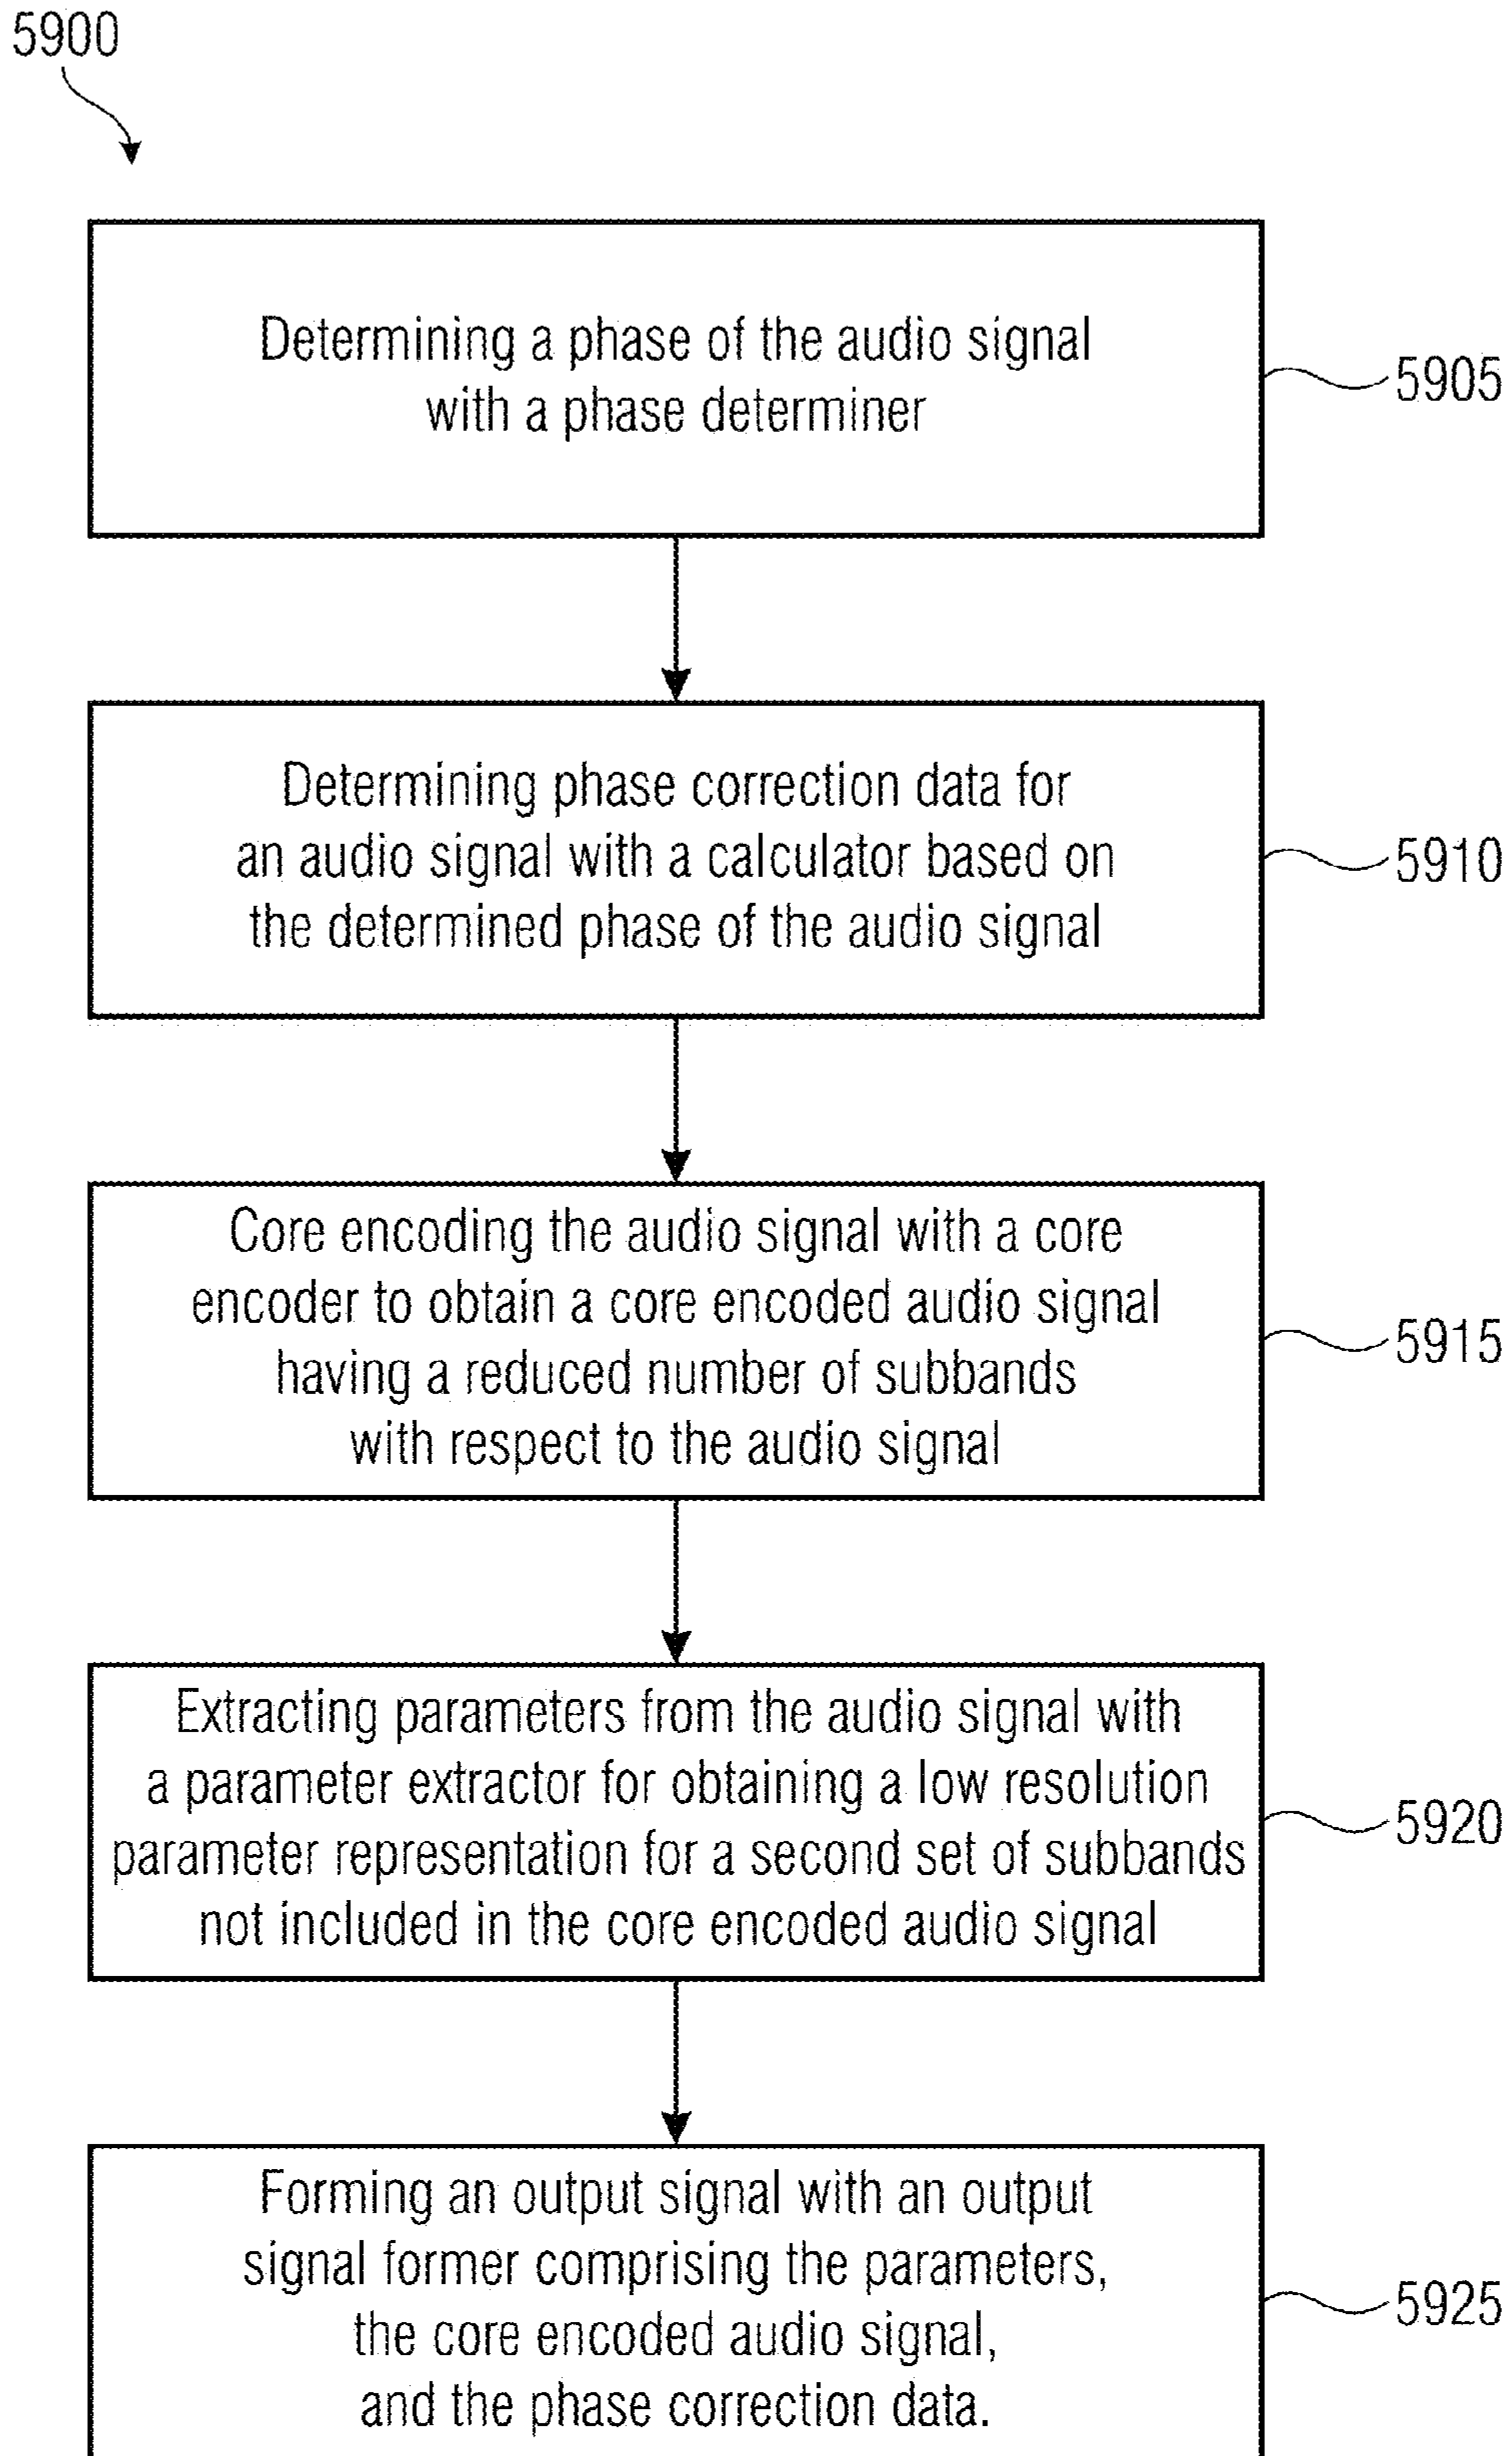 5900
Determining a phase of the audio signal
with a phase determiner
5905
Determining phase correction data for
an audio signal with a calculator based on
the determined phase of the audio signal
5910
Core encoding the audio signal with a core
encoder to obtain a core encoded audio signal
having a reduced number of subbands
with respect to the audio signal
5915
Extracting parameters from the audio signal with
a parameter extractor for obtaining a low resolution
parameter representation for a second set of subbands
not included in the core encoded audio signal
5920
Forming an output signal with an output
signal former comprising the parameters,
the core encoded audio signal,
and the phase correction data.
5925